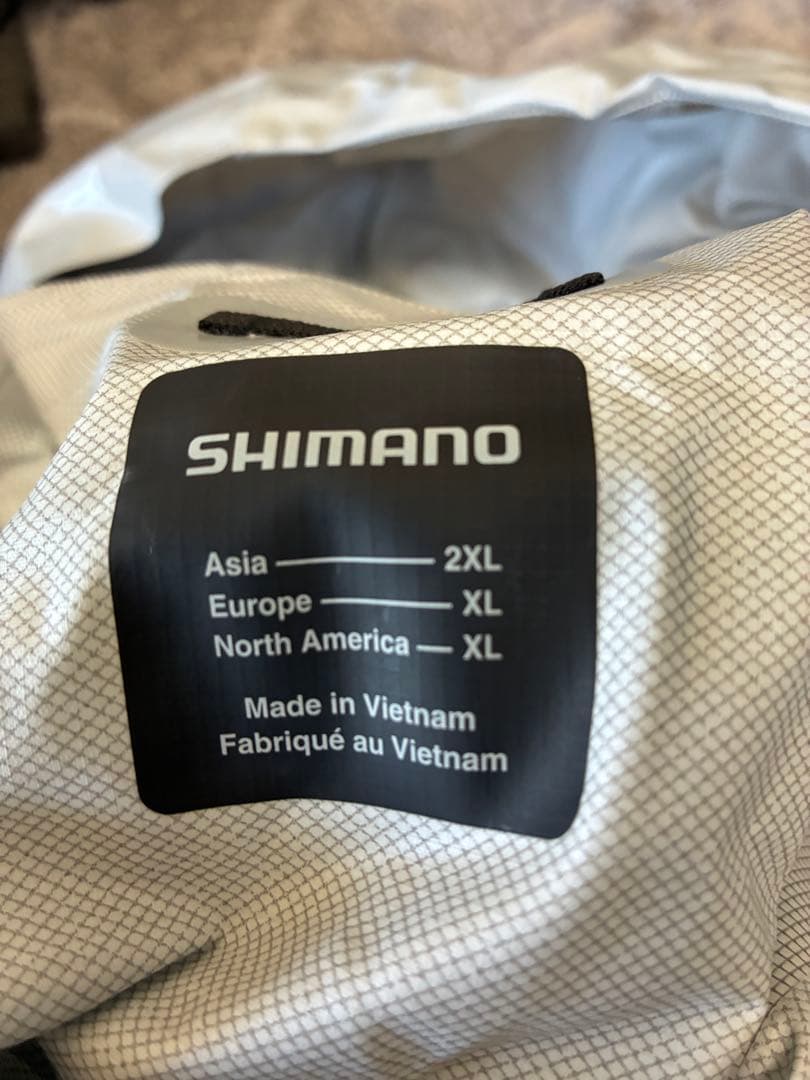 SHIMANO
Asia — 2XL
Europe — XL
North America — XL
Made in Vietnam
Fabriqué au Vietnam